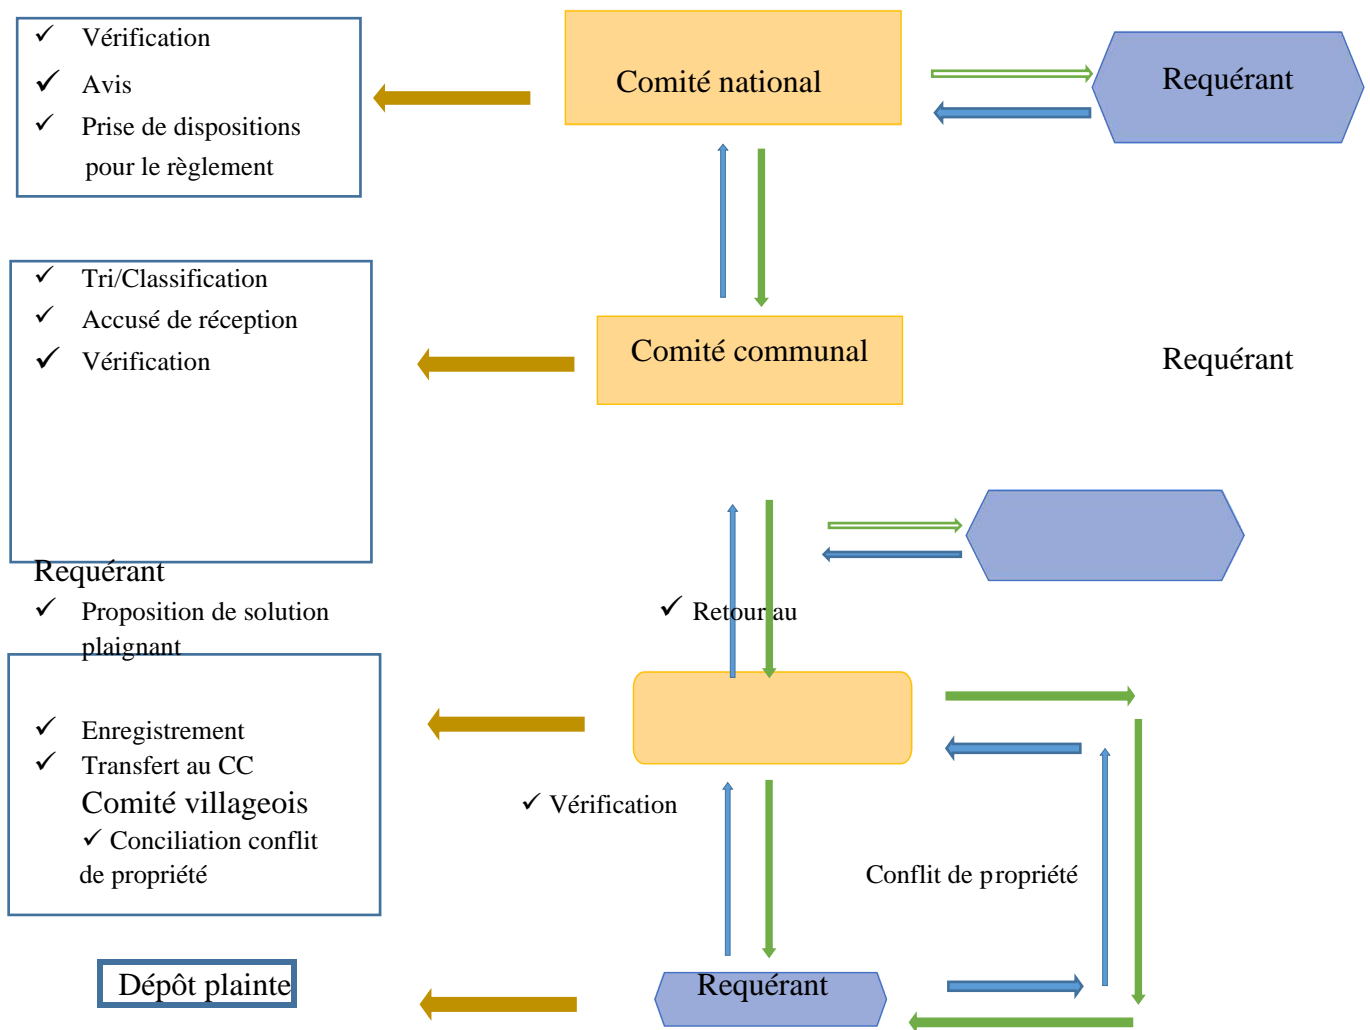 ✓ Vérification
✓ Avis
✓ Prise de dispositions
pour le règlement
Comité national
Requérant
✓ Tri/Classification
✓ Accusé de réception
✓ Vérification
Comité communal
Requérant
Requérant
✓ Proposition de solution
plaignant
✓ Retour au
✓ Enregistrement
✓ Transfert au CC
Comité villageois
✓ Conciliation conflit
de propriété
✓ Vérification
Conflit de propriété
Dépôt plainte
Requérant